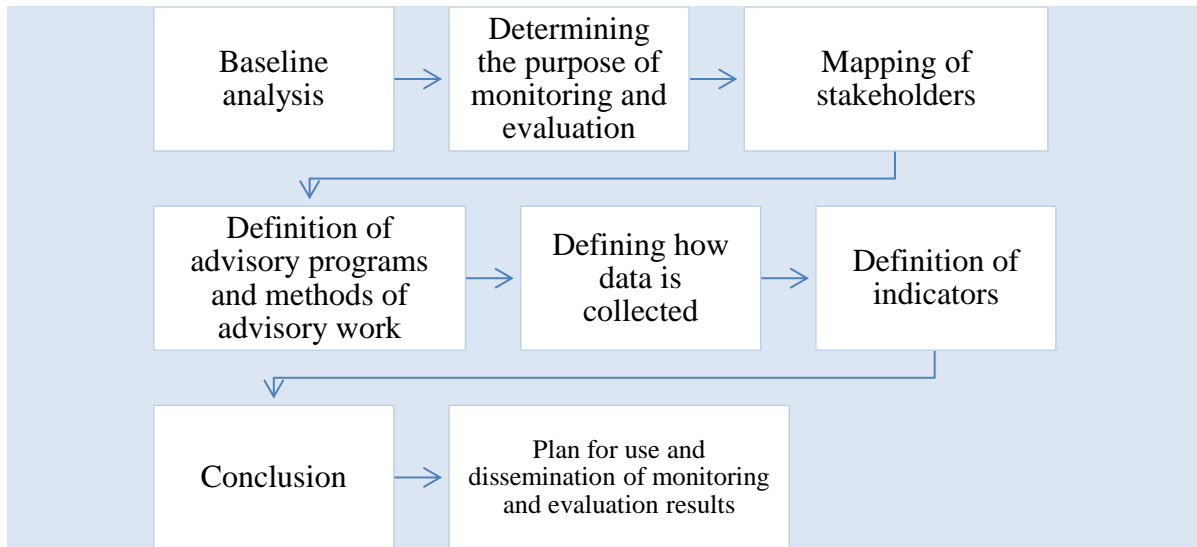 Baseline
analysis
Determining
the purpose of
monitoring and
evaluation
Mapping of
stakeholders
Definition of
advisory programs
and methods of
advisory work
Defining how
data is
collected
Definition of
indicators
Conclusion
Plan for use and
dissemination of monitoring
and evaluation results